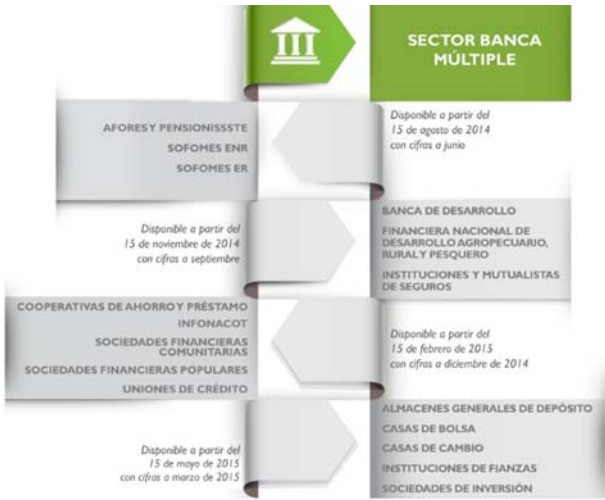 SECTOR BANCA
MÚLTIPLE
AFORES Y PENSIONISSSTE
SOFOMES ENR
SOFOMES ER
Disponible a partir del
15 de agosto de 2014
con cifras a junio
Disponible a partir del
15 de noviembre de 2014
con cifras a septiembre
BANCA DE DESARROLLO
FINANCIERA NACIONAL DE
DESARROLLO AGROPECUARIO,
RURAL Y PESQUERO
INSTITUCIONES Y MUTUALISTAS
DE SEGUROS
COOPERATIVAS DE AHORRO Y PRÉSTAMO
INFONACOT
SOCIEDADES FINANCIERAS
COMUNITARIAS
SOCIEDADES FINANCIERAS POPULARES
UNIONES DE CRÉDITO
Disponible a partir del
15 de febrero de 2015
con cifras a diciembre de 2014
Disponible a partir del
15 de mayo de 2015
con cifras a marzo de 2015
ALMACENES GENERALES DE DEPÓSITO
CASAS DE BOLSA
CASAS DE CAMBIO
INSTITUCIONES DE FIANZAS
SOCIEDADES DE INVERSIÓN